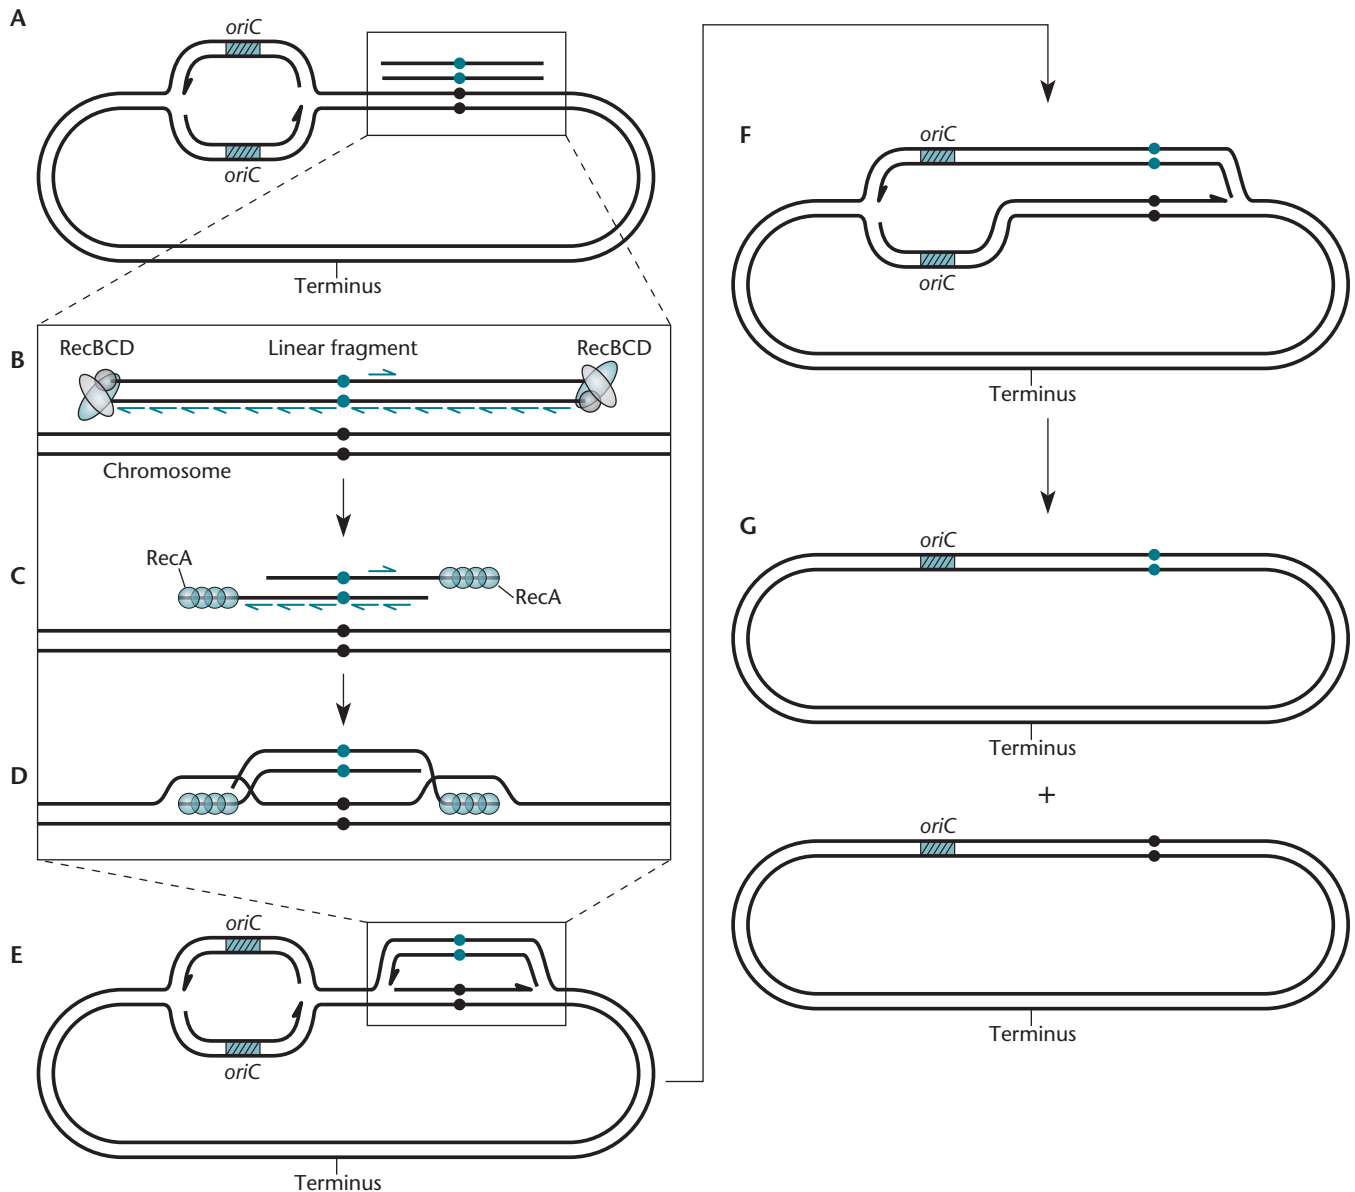 A
oriC
oriC
Terminus
B
RecBCD
Linear fragment
RecBCD
Chromosome
C
RecA
RecA
D
E
oriC
oriC
Terminus
F
oriC
oriC
Terminus
G
oriC
Terminus
+
oriC
Terminus